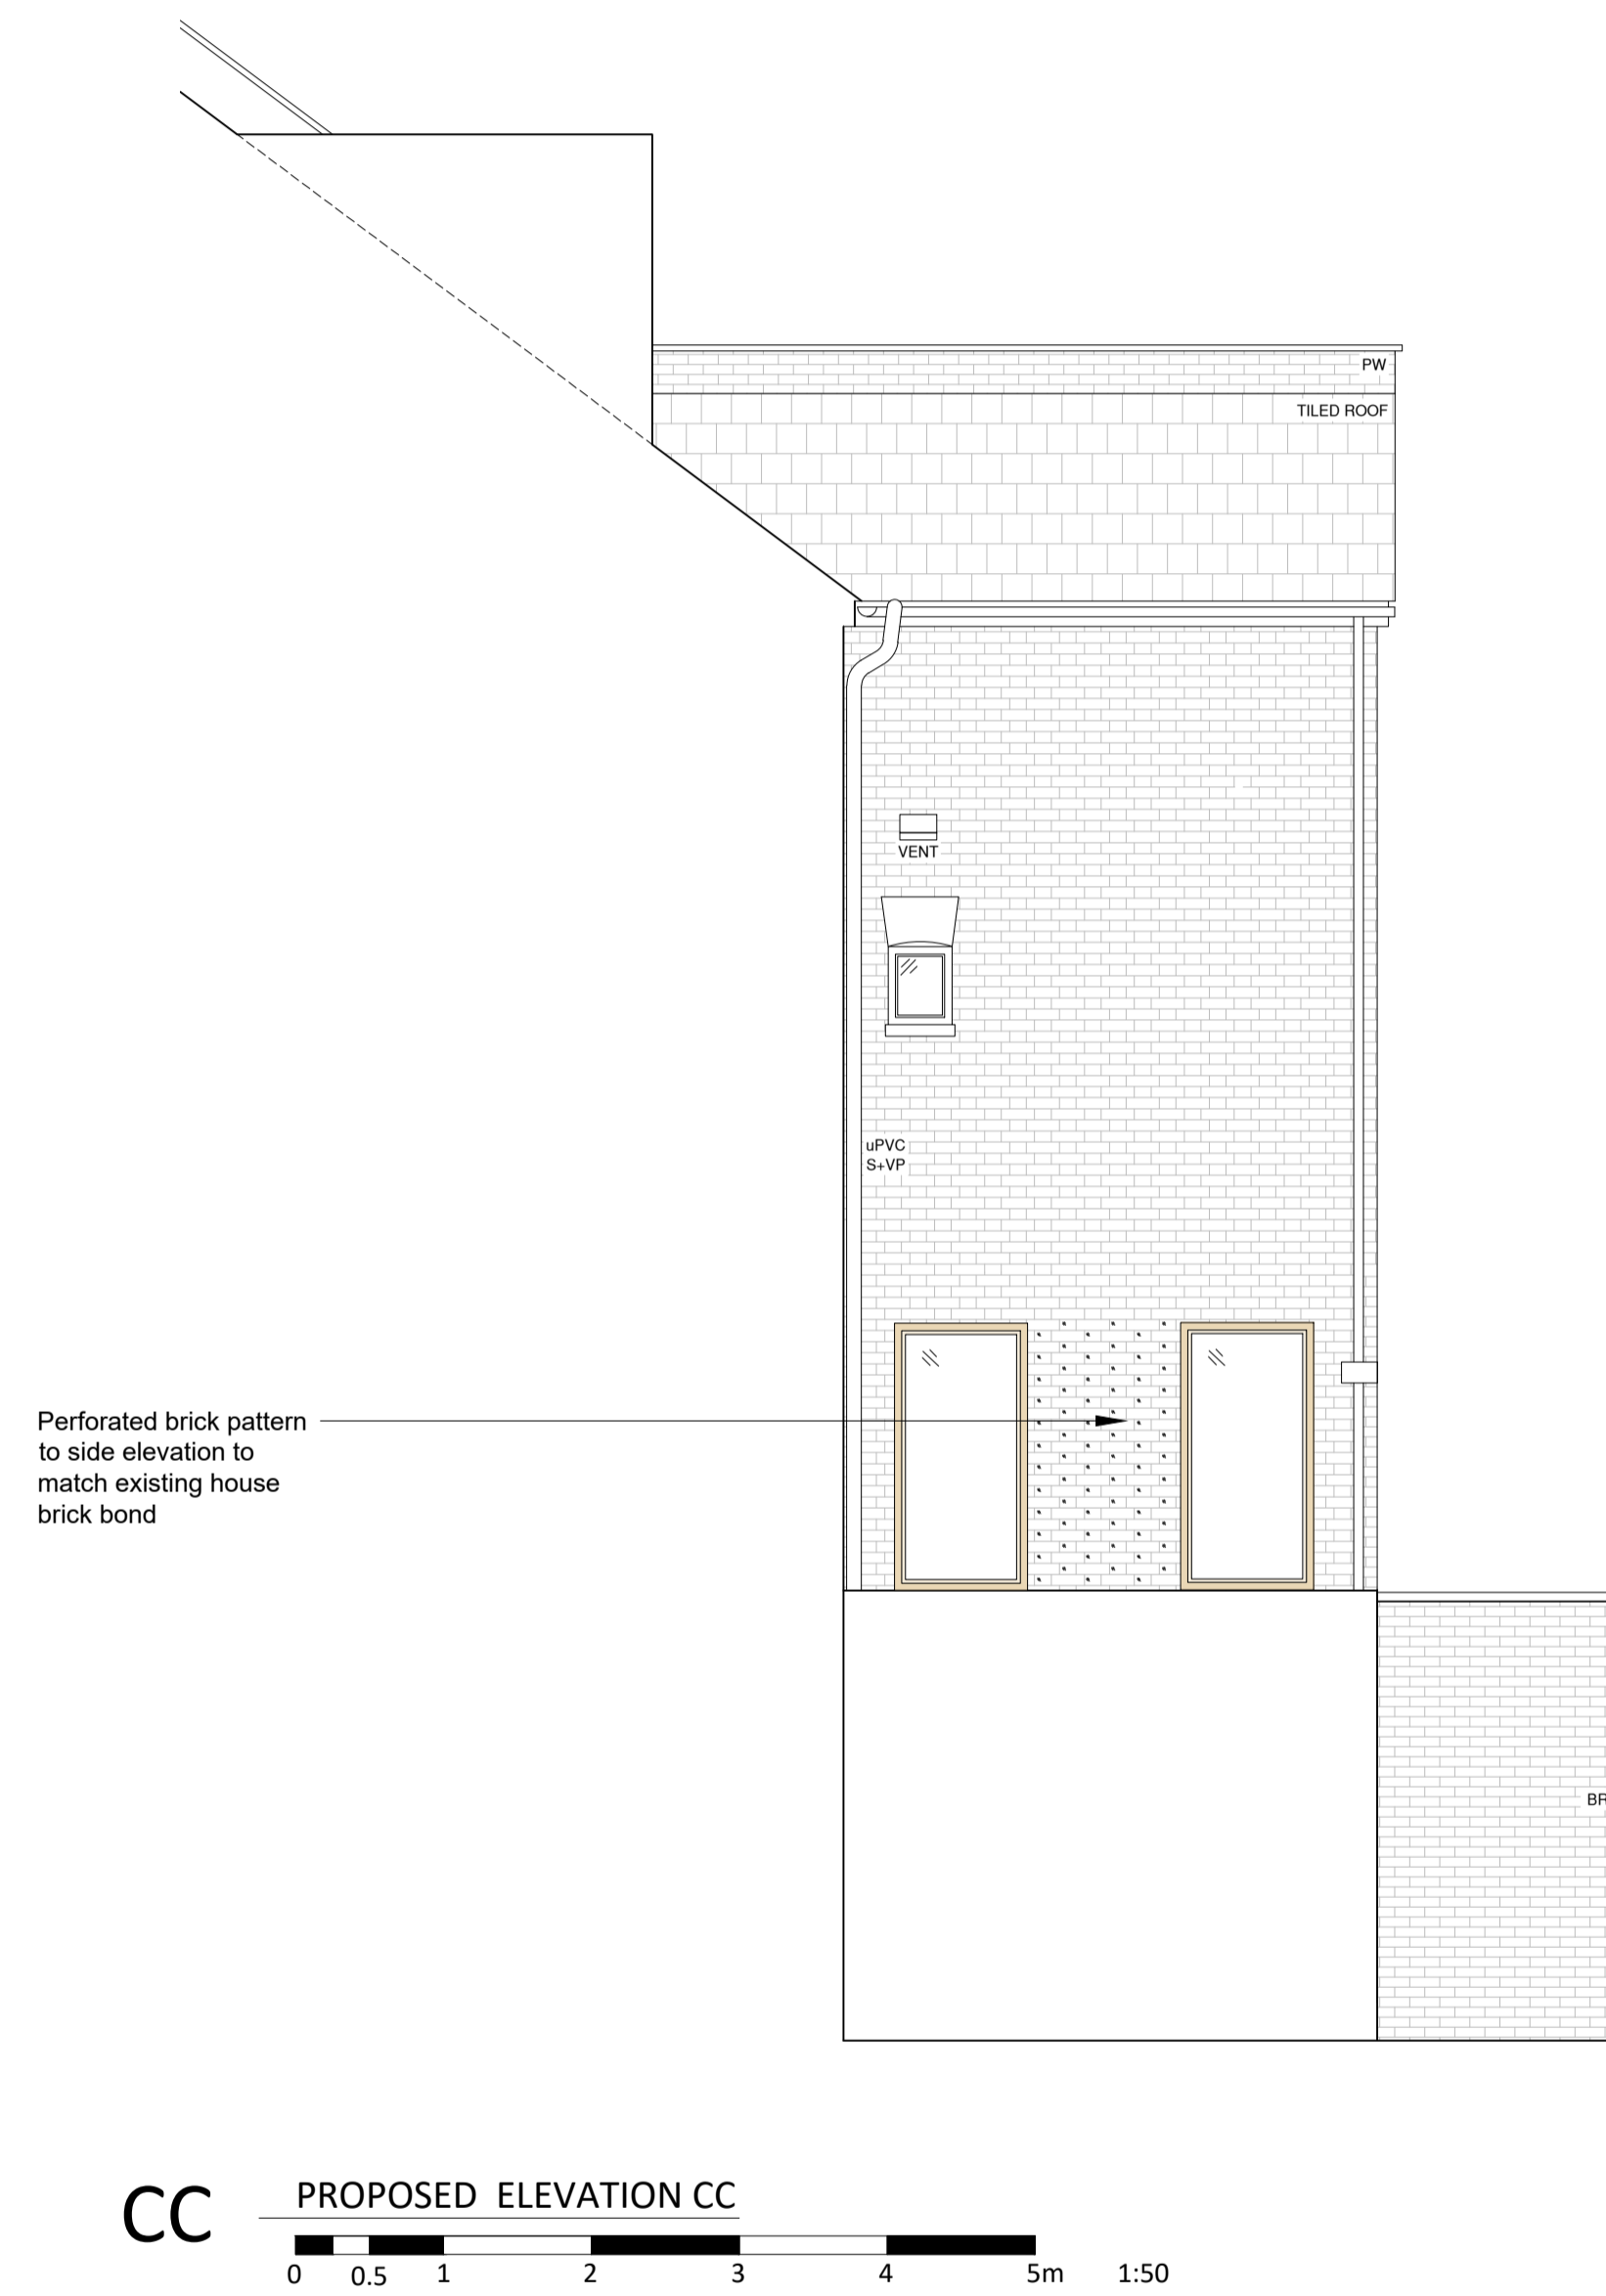 PW
TILED ROOF
VENT
uPVC
S+VP
Perforated brick pattern
to side elevation to
match existing house
brick bond
BR
CC
PROPOSED ELEVATION CC
0 0.5 1 2 3 4 5m 1:50